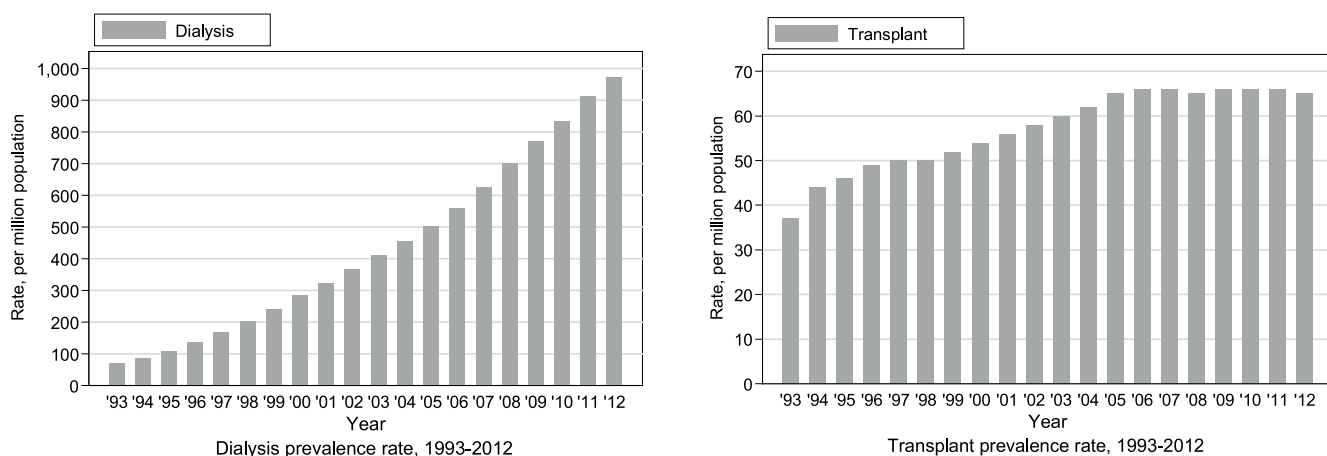 Dialysis
1,000
900
800
700
600
500
400
300
200
100
0
Rate, per million population
'93 '94 '95 '96 '97 '98 '99 '00 '01 '02 '03 '04 '05 '06 '07 '08 '09 '10 '11 '12
Year
Dialysis prevalence rate, 1993-2012
Transplant
70
60
50
40
30
20
10
0
Rate, per million population
'93 '94 '95 '96 '97 '98 '99 '00 '01 '02 '03 '04 '05 '06 '07 '08 '09 '10 '11 '12
Year
Transplant prevalence rate, 1993-2012